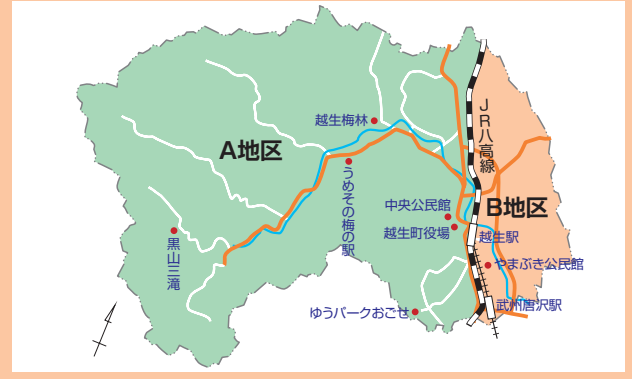 JR八高線
越生梅林
A地区
うめその梅の駅
中央公民館
B地区
越生町役場
越生駅
黒山三滝
やまぶき公民館
武州唐沢駅
ゆうパークおごせ